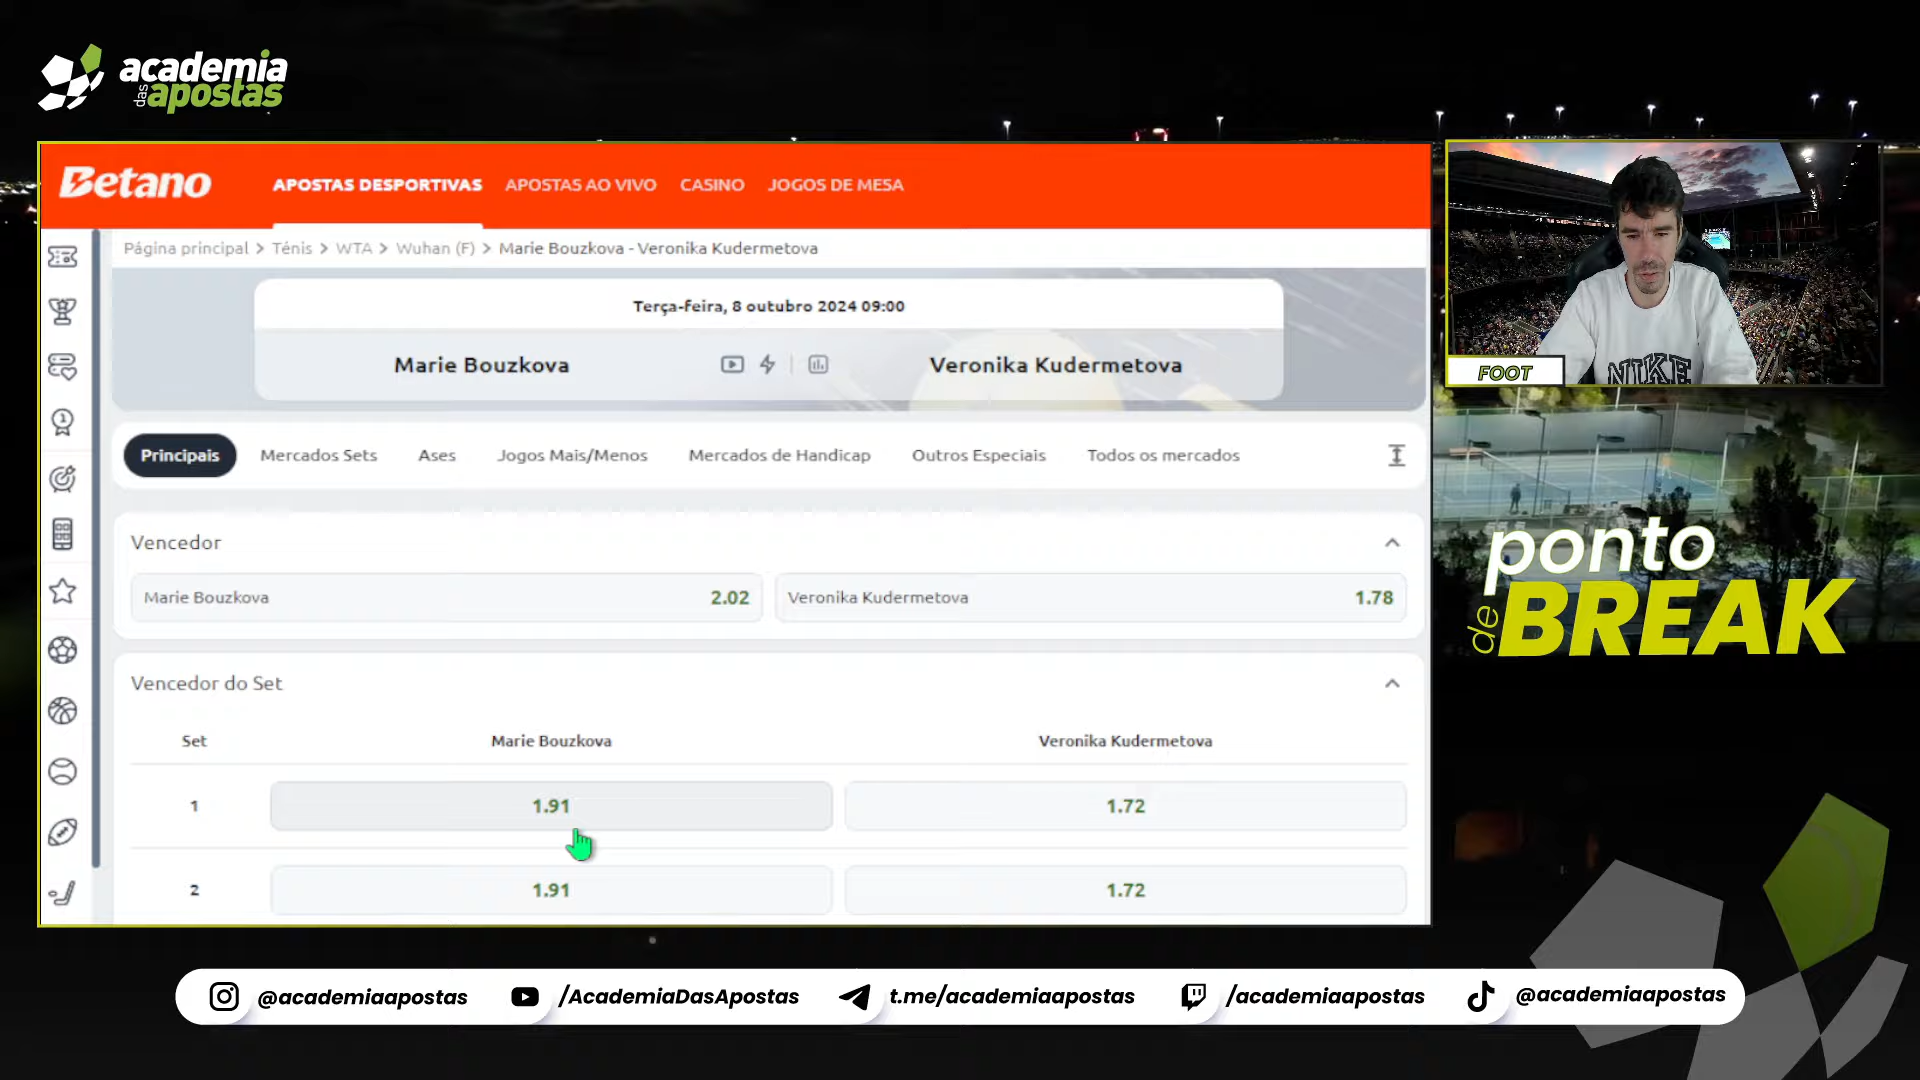 academia
das apostas
Betano
APOSTAS DESPORTIVAS APOSTAS AO VIVO CASINO JOGOS DE MESA
Página principal > Ténis > WTA > Wuhan (F) > Marie Bouzkova - Veronika Kudermetova
Terça-feira, 8 outubro 2024 09:00
Marie Bouzkova Veronika Kudermetova
Principais Mercados Sets Ases Jogos Mais/Menos Mercados de Handicap Outros Especiais Todos os mercados
Vencedor
Marie Bouzkova 2.02 Veronika Kudermetova 1.78
Vencedor do Set
Set Marie Bouzkova Veronika Kudermetova
1 1.91 1.72
2 1.91 1.72
NIKE
FOOT
ponto
de BREAK
@academiaapostas /AcademiaDasApostas t.me/academiaapostas /academiaapostas @academiaapostas